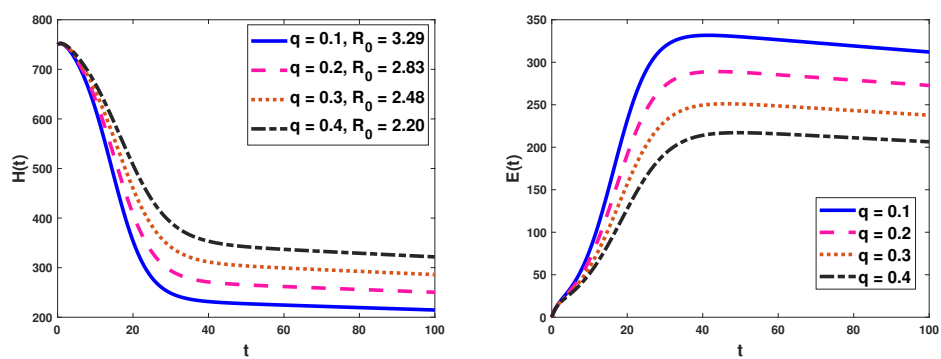 800
700
600
500
400
300
200
H(t)
0
20
40
60
80
100
t
q = 0.1, R0 = 3.29
q = 0.2, R0 = 2.83
q = 0.3, R0 = 2.48
q = 0.4, R0 = 2.20
350
300
250
200
150
100
50
0
E(t)
0
20
40
60
80
100
t
q = 0.1
q = 0.2
q = 0.3
q = 0.4